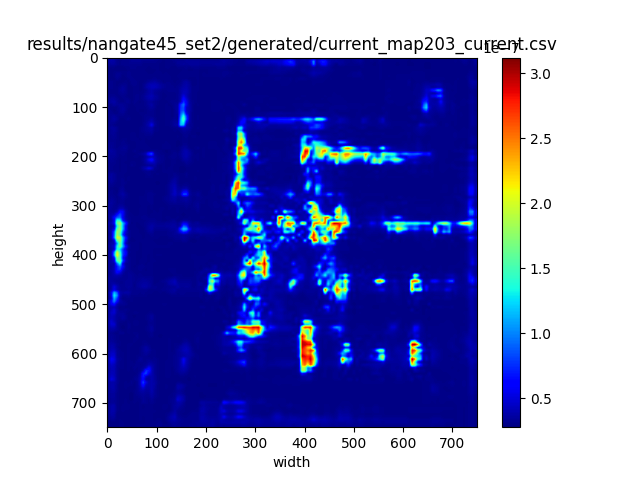 results/nangate45_set2/generated/current_map203_current.csv
1e−7
0
100
200
300
400
500
600
700
height
0 100 200 300 400 500 600 700
width
3.0
2.5
2.0
1.5
1.0
0.5